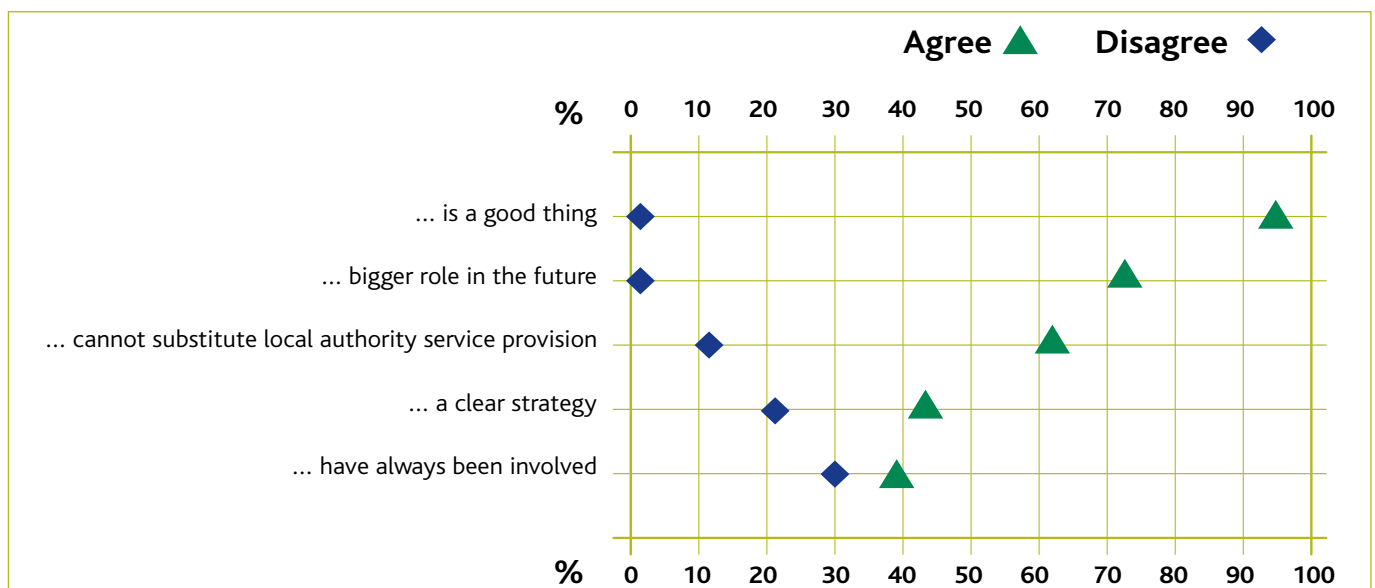 Agree Disagree
% 0 10 20 30 40 50 60 70 80 90 100
... is a good thing
... bigger role in the future
... cannot substitute local authority service provision
... a clear strategy
... have always been involved
% 0 10 20 30 40 50 60 70 80 90 100